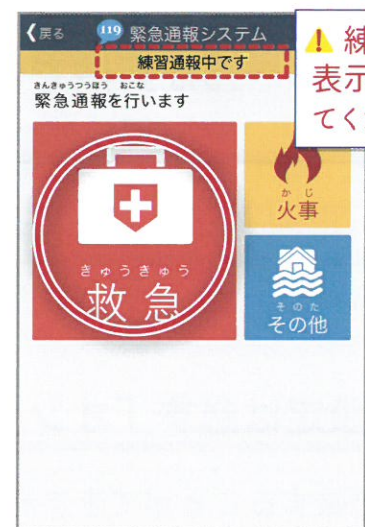 戻る 119 緊急通報システム
練習通報中です
きんきゅうつうほう おこな
緊急通報を行います
きゅうきゅう
救急
かじ
火事
そのた
その他
練
表示
てく